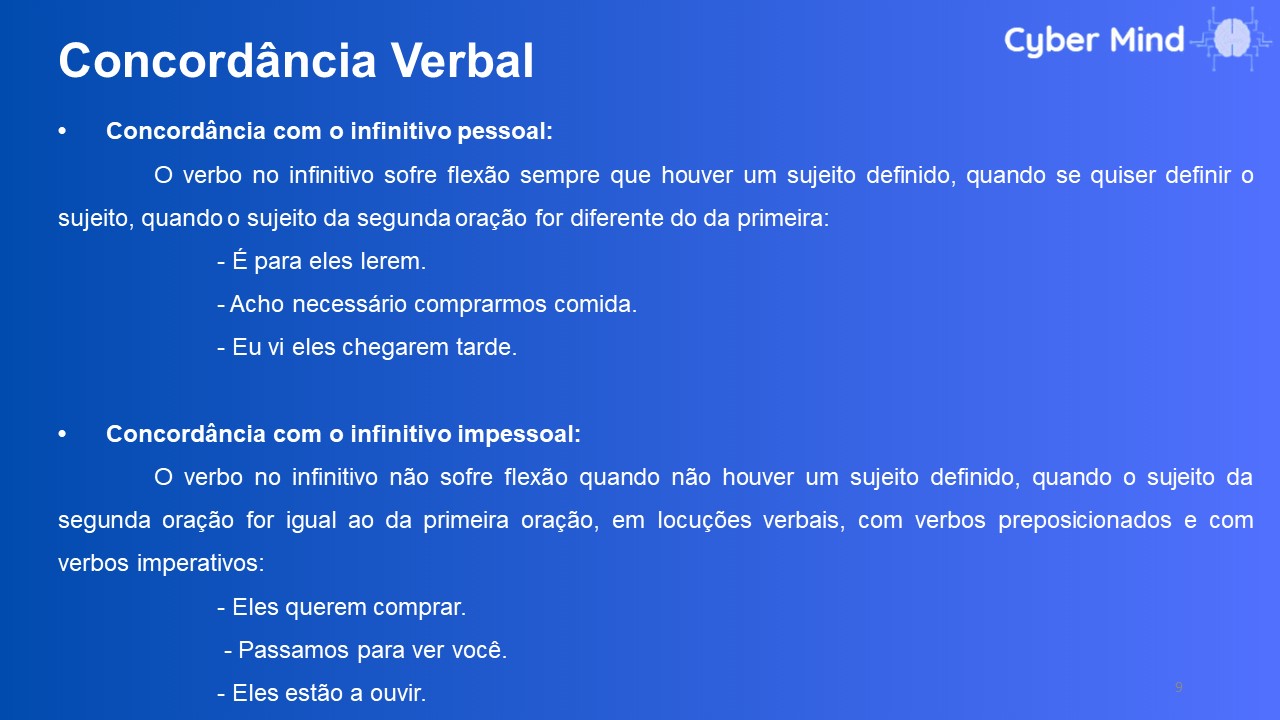 Cyber Mind
Concordância Verbal
• Concordância com o infinitivo pessoal:
O verbo no infinitivo sofre flexão sempre que houver um sujeito definido, quando se quiser definir o
sujeito, quando o sujeito da segunda oração for diferente do da primeira:
- É para eles lerem.
- Acho necessário comprarmos comida.
- Eu vi eles chegarem tarde.
• Concordância com o infinitivo impessoal:
O verbo no infinitivo não sofre flexão quando não houver um sujeito definido, quando o sujeito da
segunda oração for igual ao da primeira oração, em locuções verbais, com verbos preposicionados e com
verbos imperativos:
- Eles querem comprar.
- Passamos para ver você.
- Eles estão a ouvir.
9